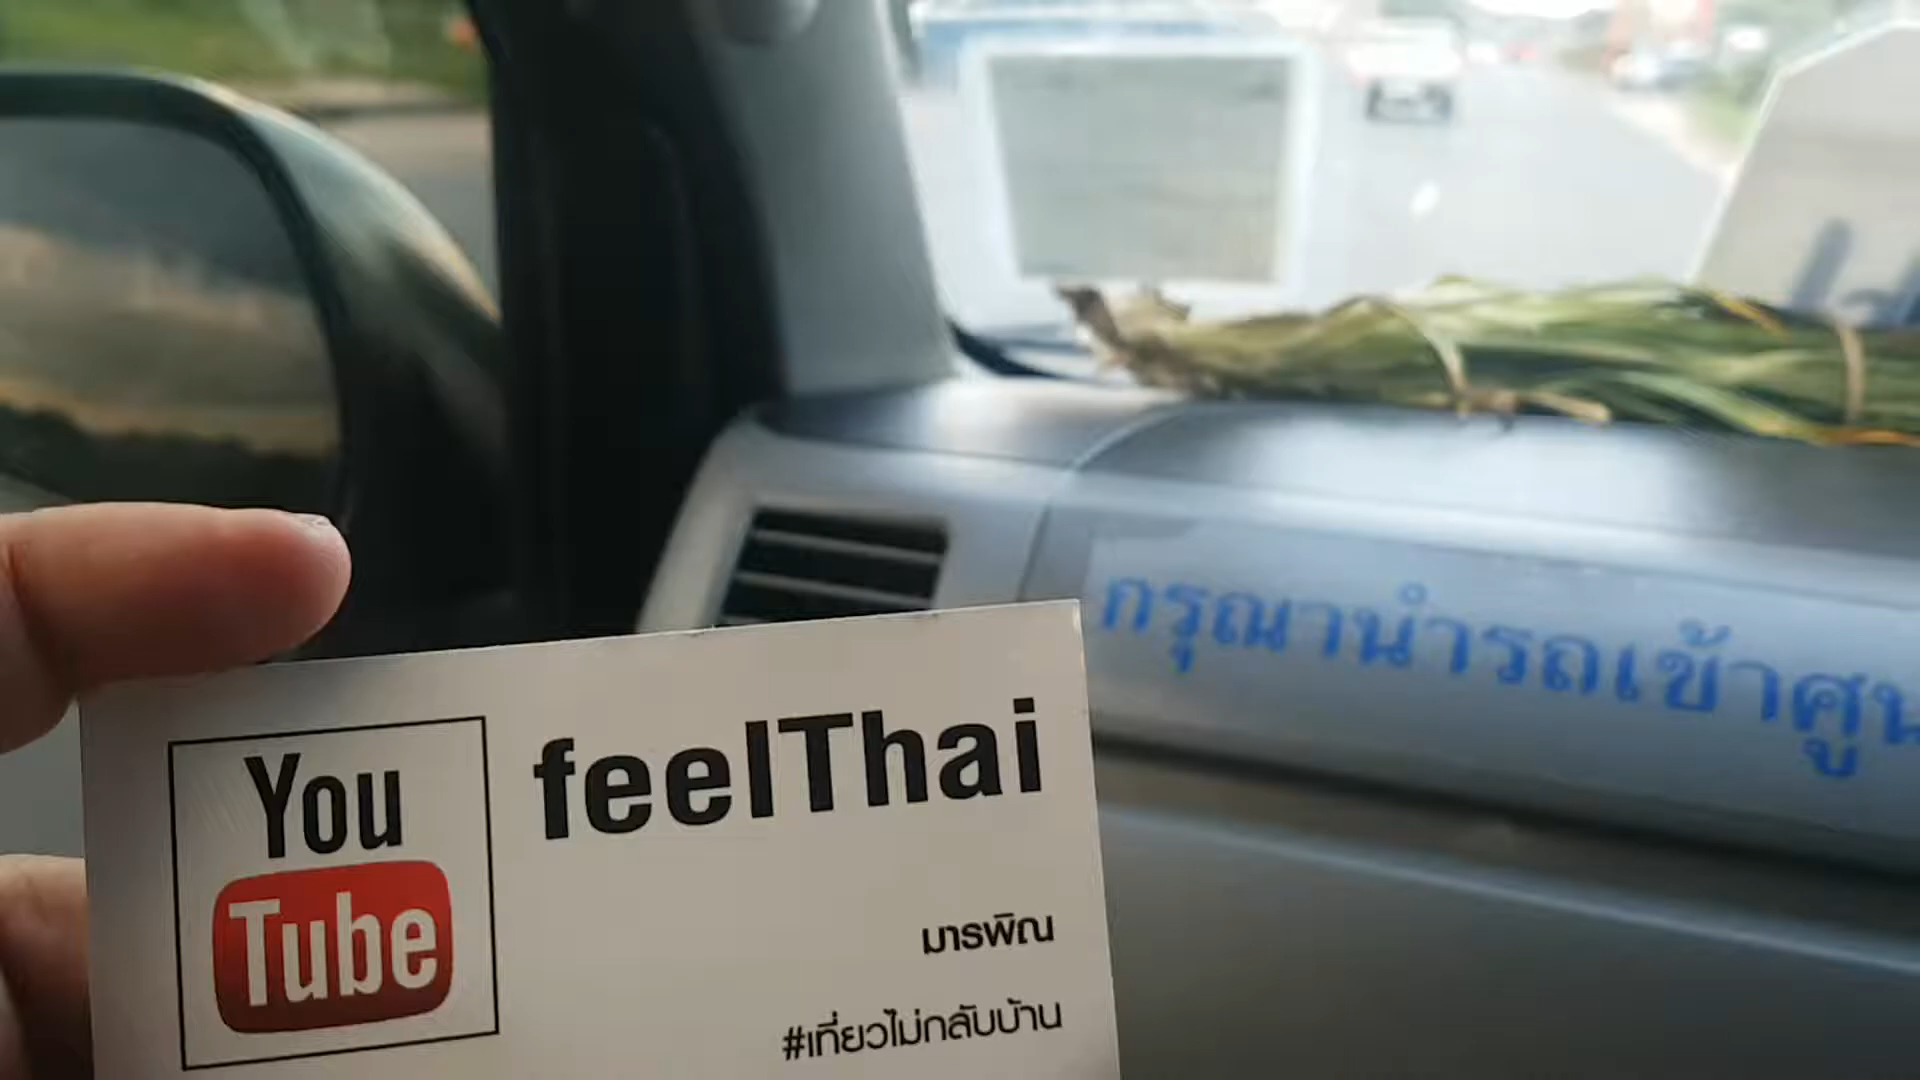 กรุณานำรถเข้าศูน
You
Tube
feelThai
มารพิณ
#เที่ยวไม่กลับบ้าน